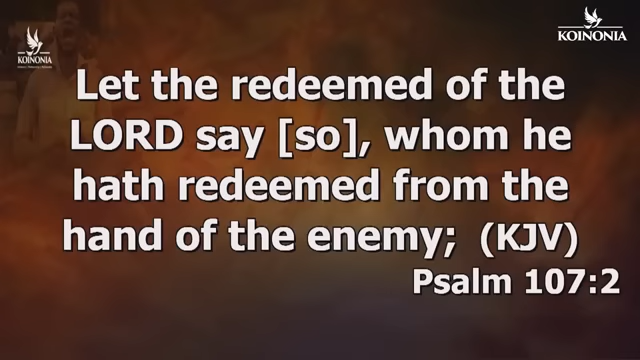 KOINONIA
KOINONIA
Let the redeemed of the
LORD say [so], whom he
hath redeemed from the
hand of the enemy; (KJV)
Psalm 107:2